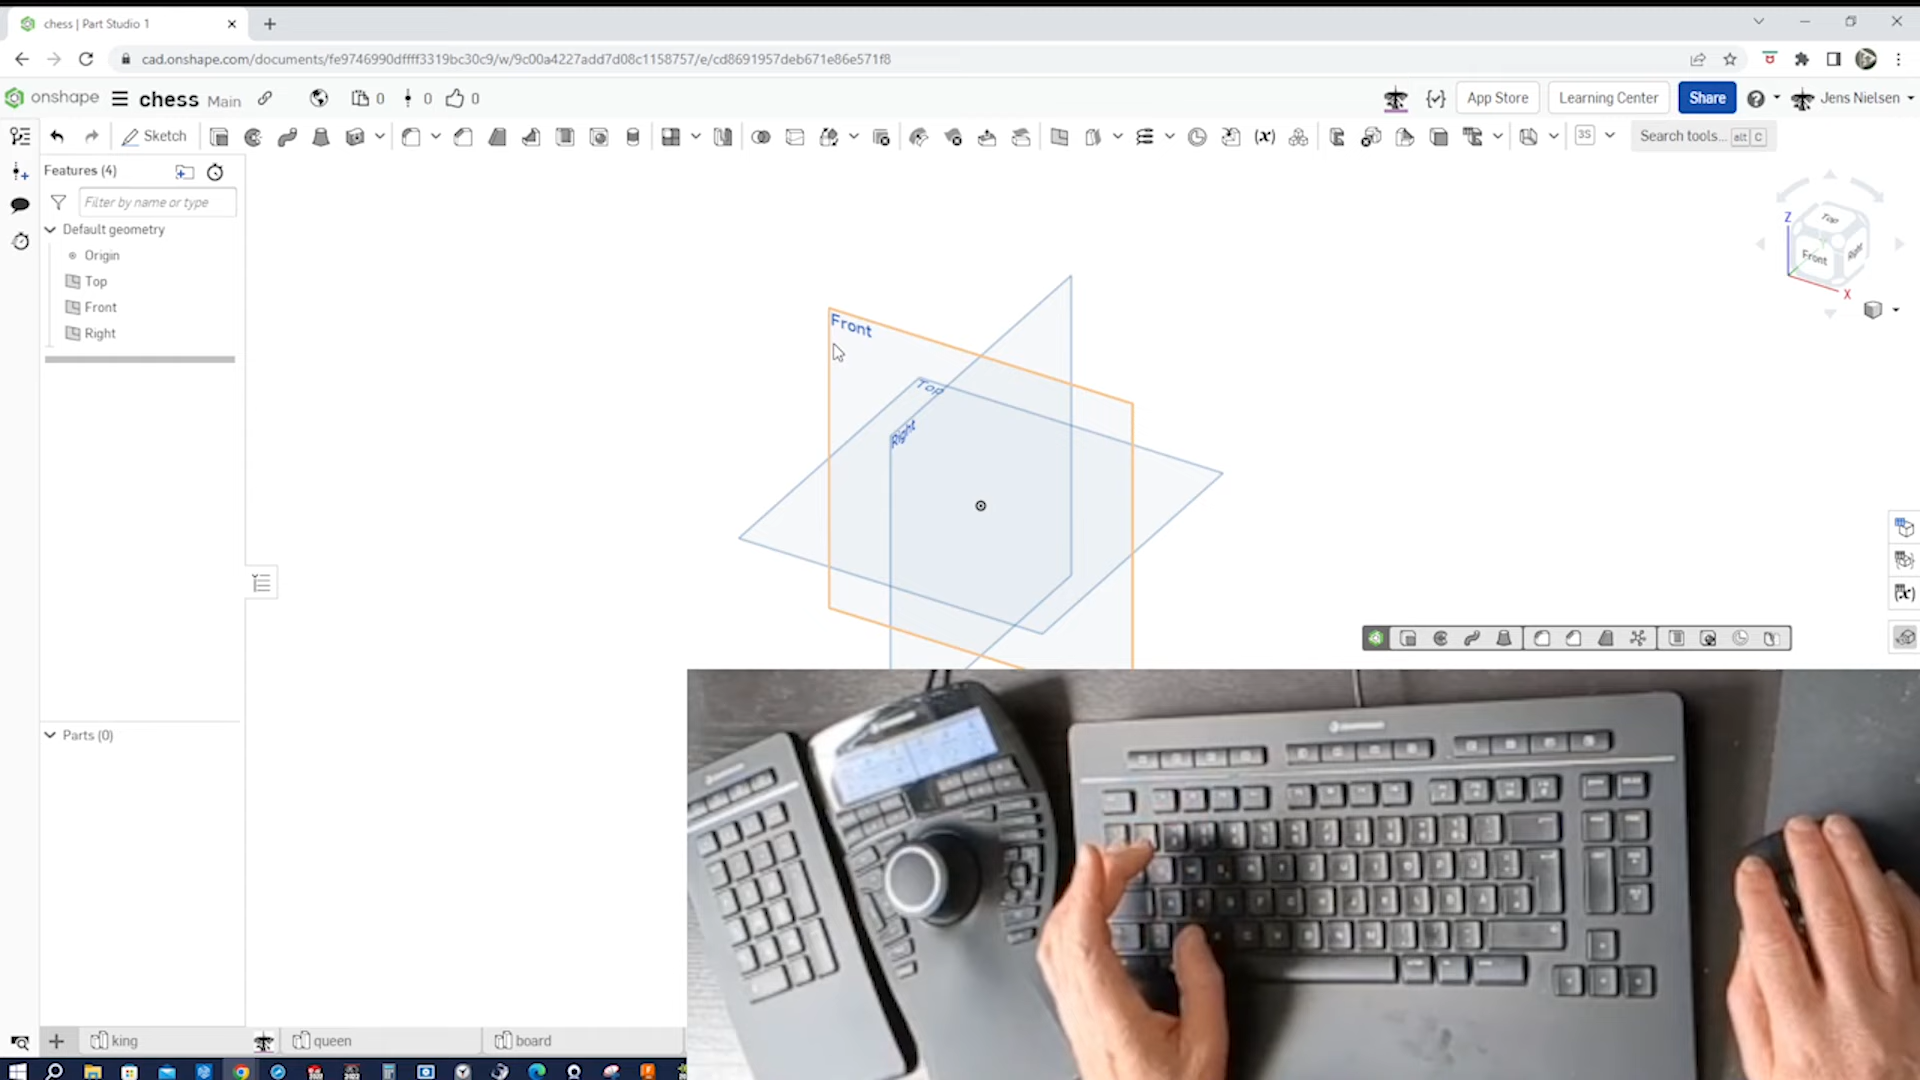 chess | Part Studio 1
cad.onshape.com/documents/fe9746990dffff3319bc30c9/w/9c00a4227add7d08c1158757/e/cd8691957deb671e86e571f8
onshape
chess Main
0
0
0
App Store
Learning Center
Share
Jens Nielsen
Sketch
3S
Search tools... alt C
Features (4)
Filter by name or type
Default geometry
Origin
Top
Front
Right
Parts (0)
Front
Top
Right
Z
Top
Front
Right
X
king
queen
board